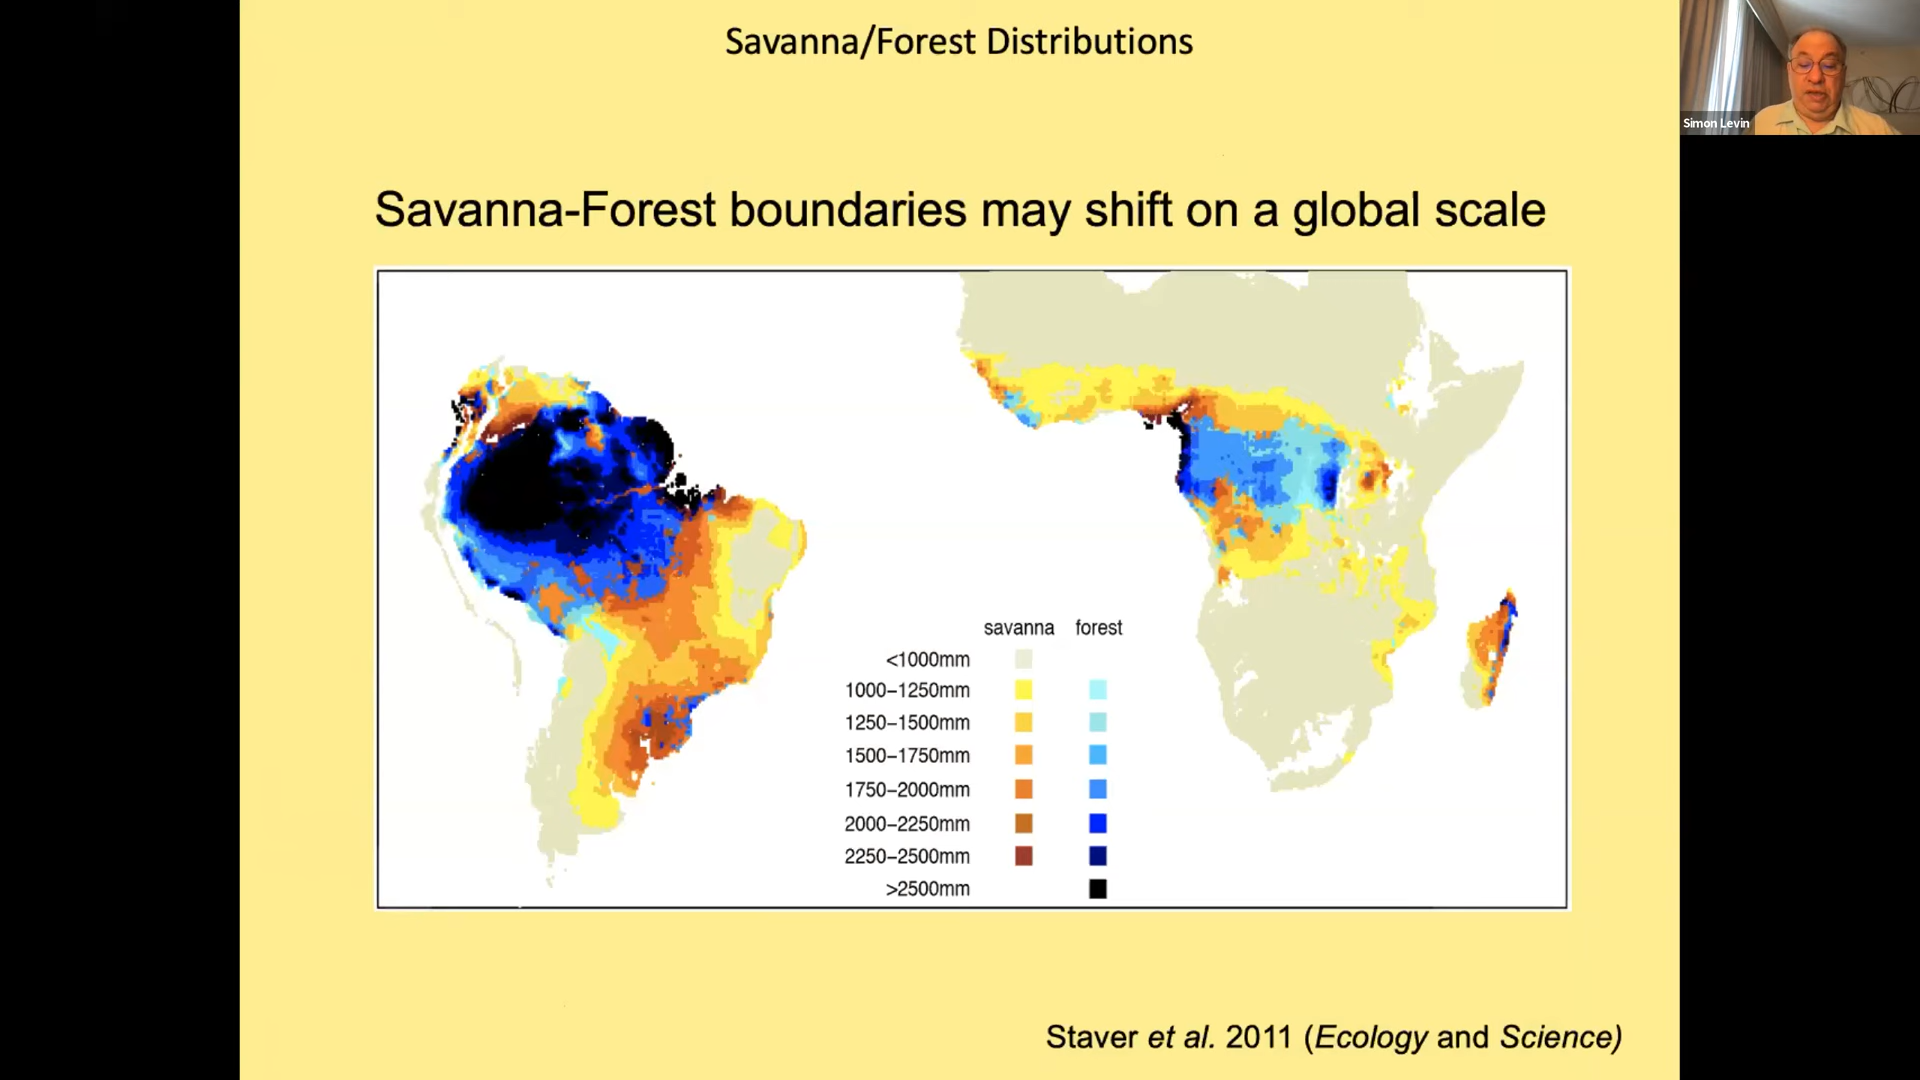 Savanna/Forest Distributions
Simon Levin
Savanna-Forest boundaries may shift on a global scale
savanna forest
<1000mm
1000–1250mm
1250–1500mm
1500–1750mm
1750–2000mm
2000–2250mm
2250–2500mm
>2500mm
Staver et al. 2011 (Ecology and Science)